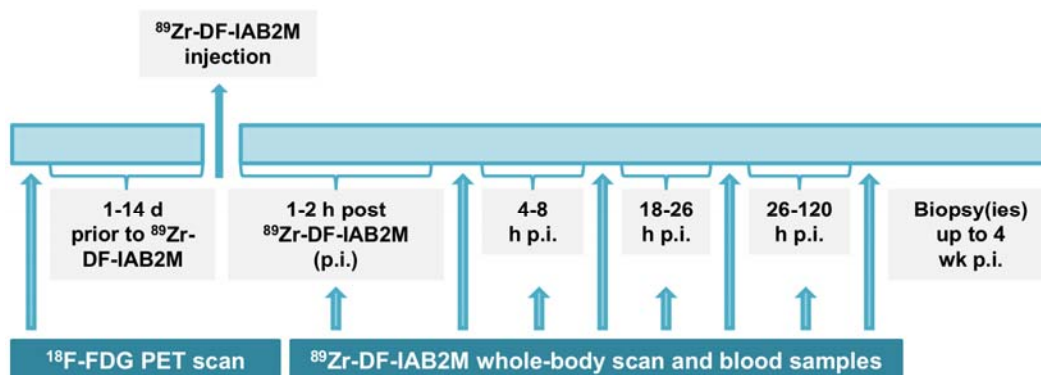 ⁸⁹Zr-DF-IAB2M
injection
1-14 d
prior to ⁸⁹Zr-
DF-IAB2M
1-2 h post
⁸⁹Zr-DF-IAB2M
(p.i.)
4-8
h p.i.
18-26
h p.i.
26-120
h p.i.
Biopsy(ies)
up to 4
wk p.i.
¹⁸F-FDG PET scan
⁸⁹Zr-DF-IAB2M whole-body scan and blood samples